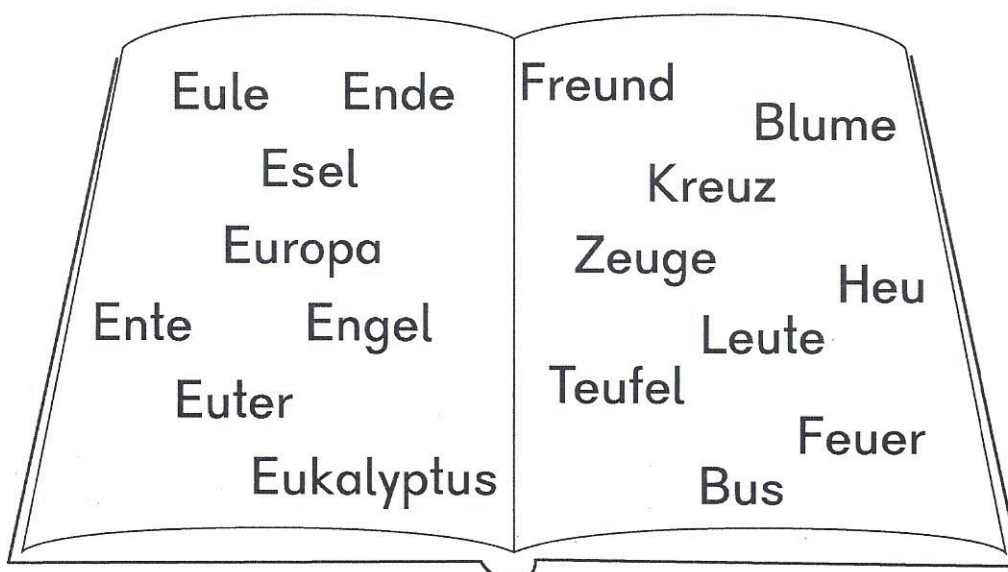 Eule Ende
Esel
Europa
Ente Engel
Euter
Eukalyptus
Freund
Blume
Kreuz
Zeuge
Heu
Leute
Teufel
Feuer
Bus